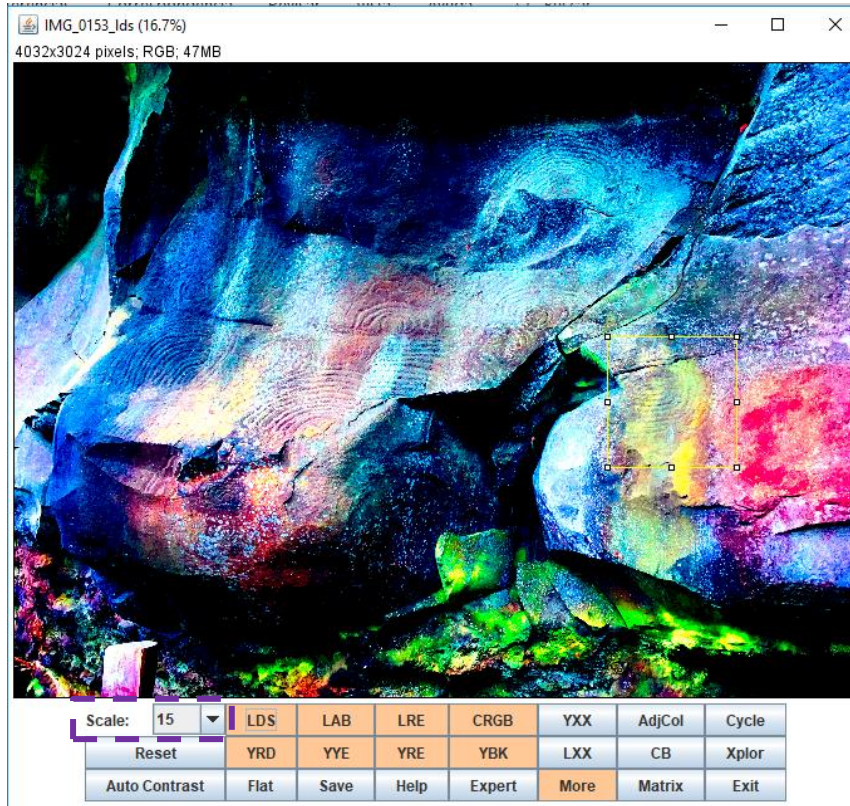 IMG_0153_lds (16.7%)
4032x3024 pixels; RGB; 47MB
Scale: 15 LDS LAB LRE CRGB YXX AdjCol Cycle
Reset YRD YYE YRE YBK LXX CB Xplor
Auto Contrast Flat Save Help Expert More Matrix Exit